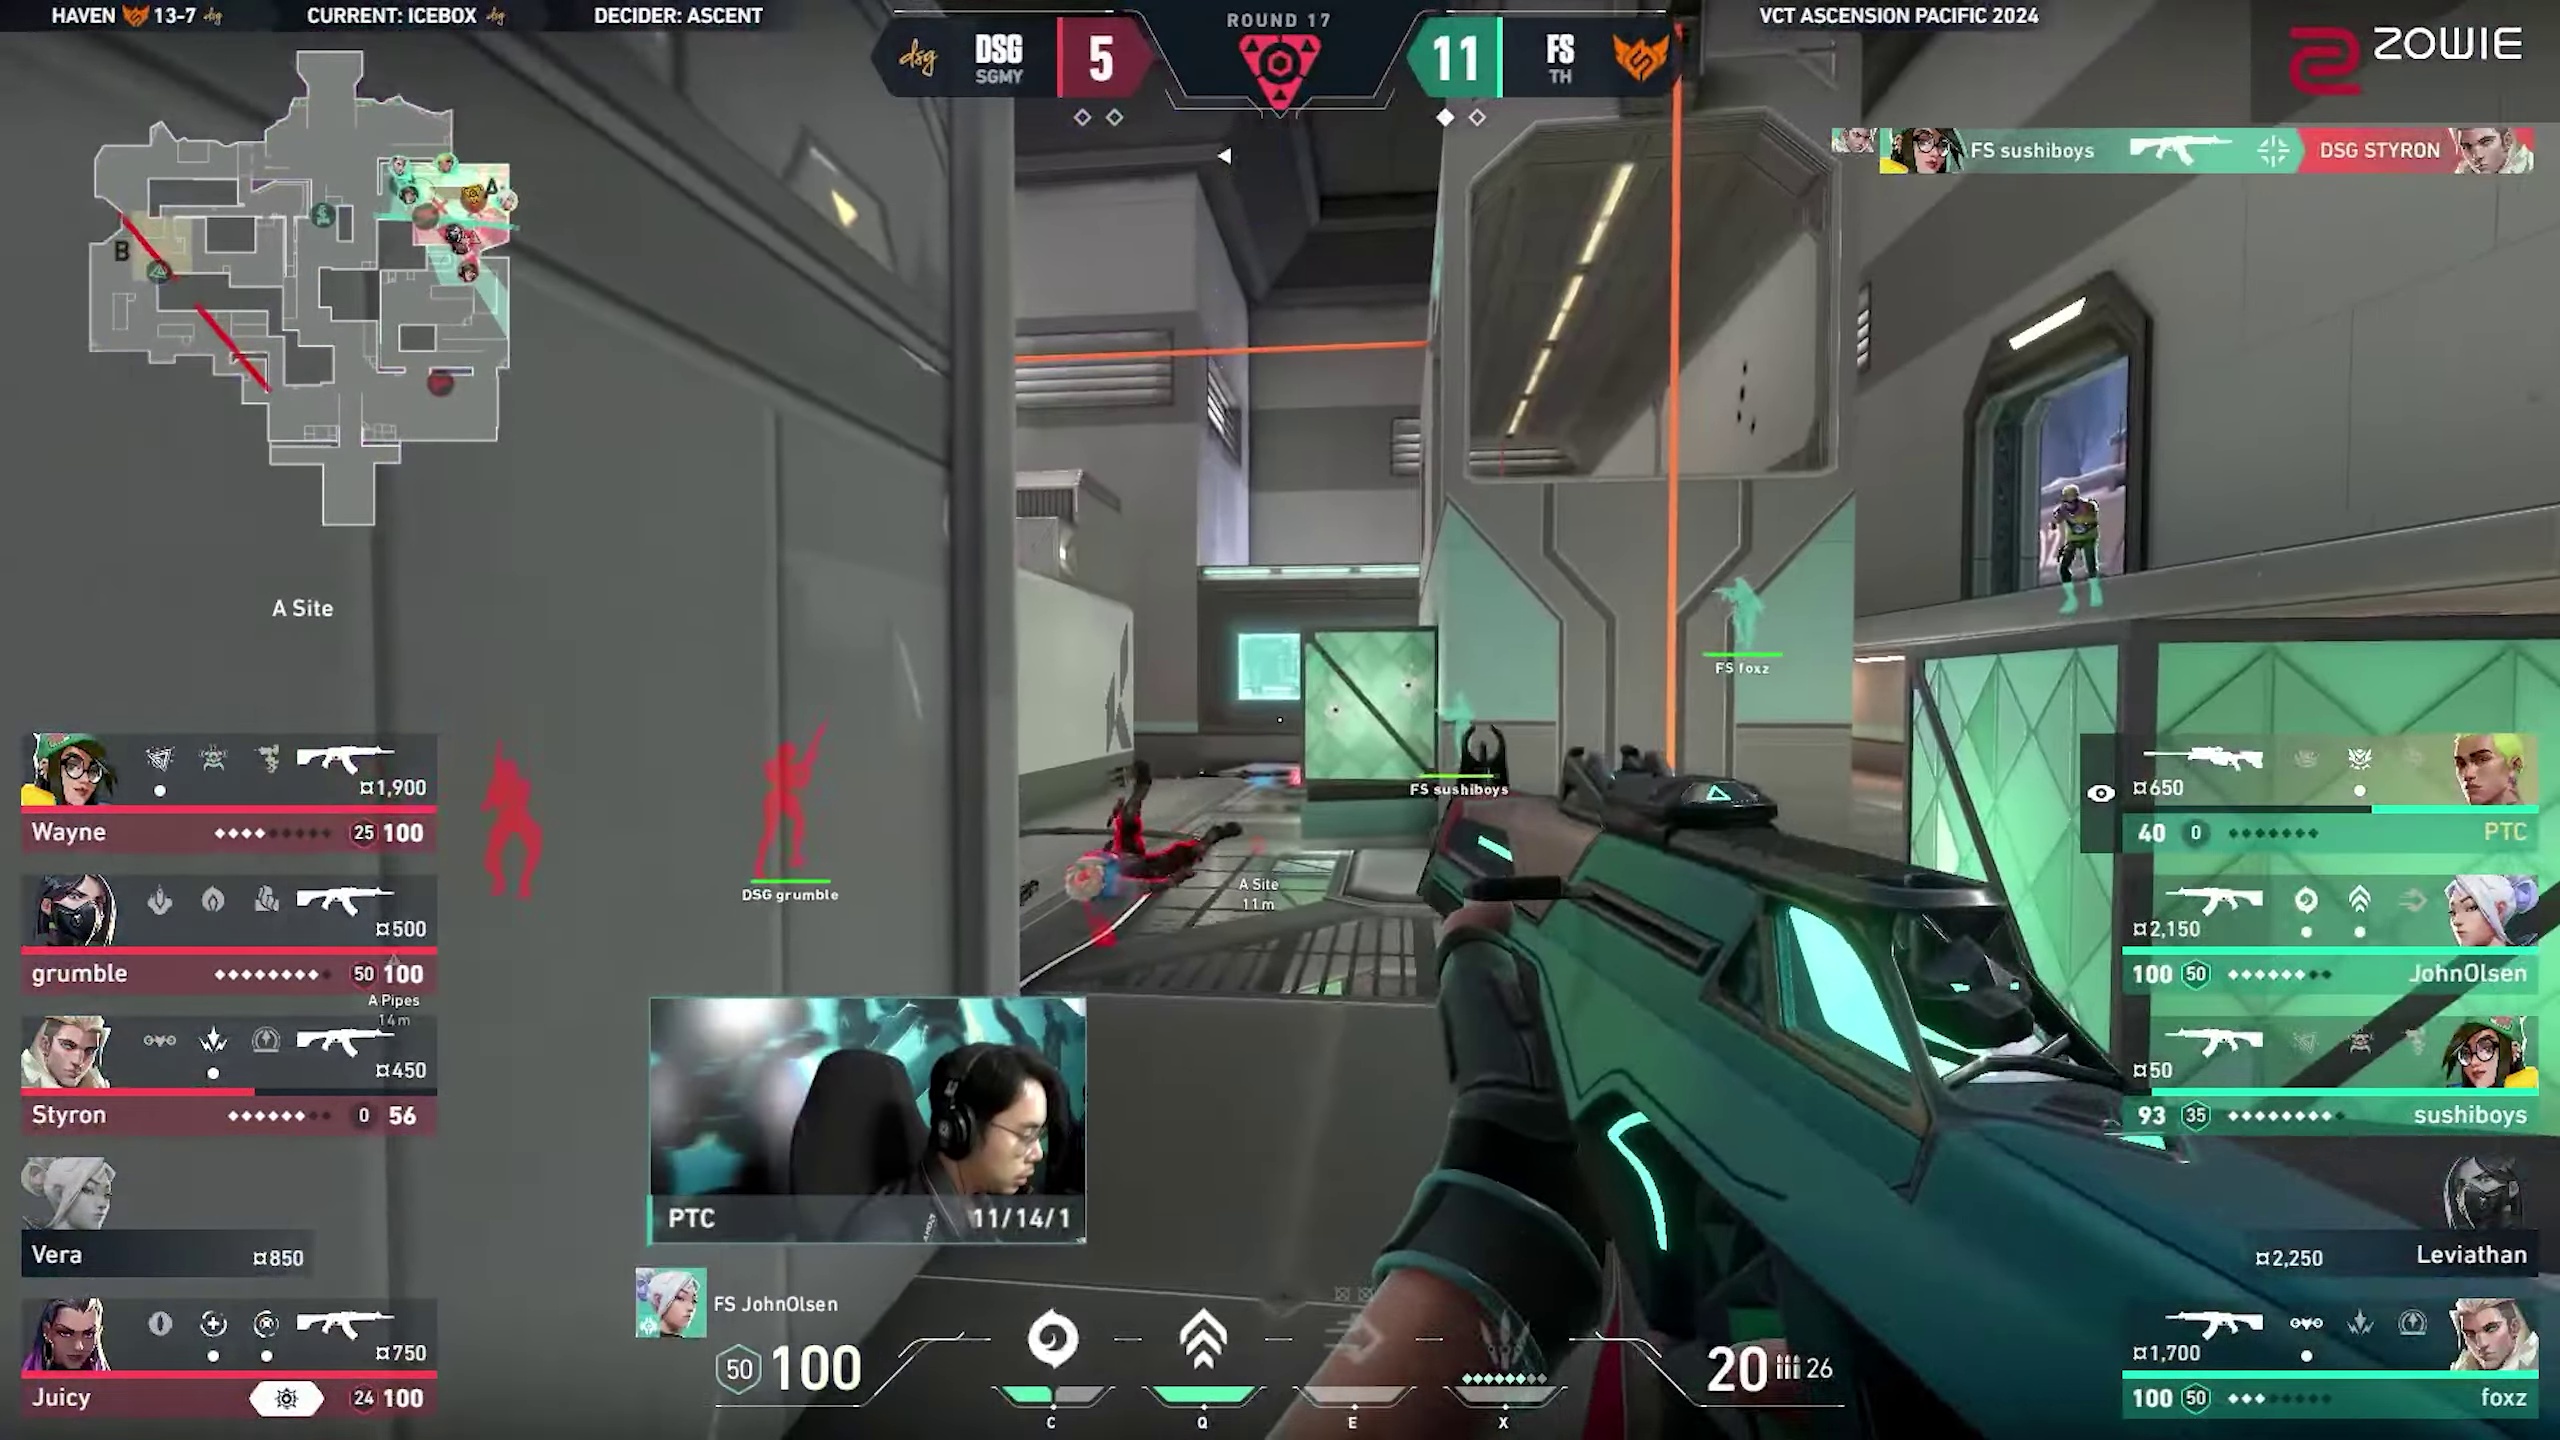 HAVEN 13-7 dsg
CURRENT: ICEBOX dsg
DECIDER: ASCENT
dsg
DSG
SGMY
5
ROUND 17
11
FS
TH
VCT ASCENSION PACIFIC 2024
ZOWIE
FS sushiboys
DSG STYRON
A
B
A Site
FS foxz
FS sushiboys
DSG grumble
A Site
11m
1,900
Wayne
25 100
500
grumble
50 100
A Pipes
14m
450
Styron
0 56
Vera
850
750
Juicy
24 100
650
40 0
PTC
2,150
100 50
JohnOlsen
50
93 35
sushiboys
2,250
Leviathan
1,700
100 50
foxz
PTC
11/14/1
FS JohnOlsen
50 100
C
Q
E
X
20 26